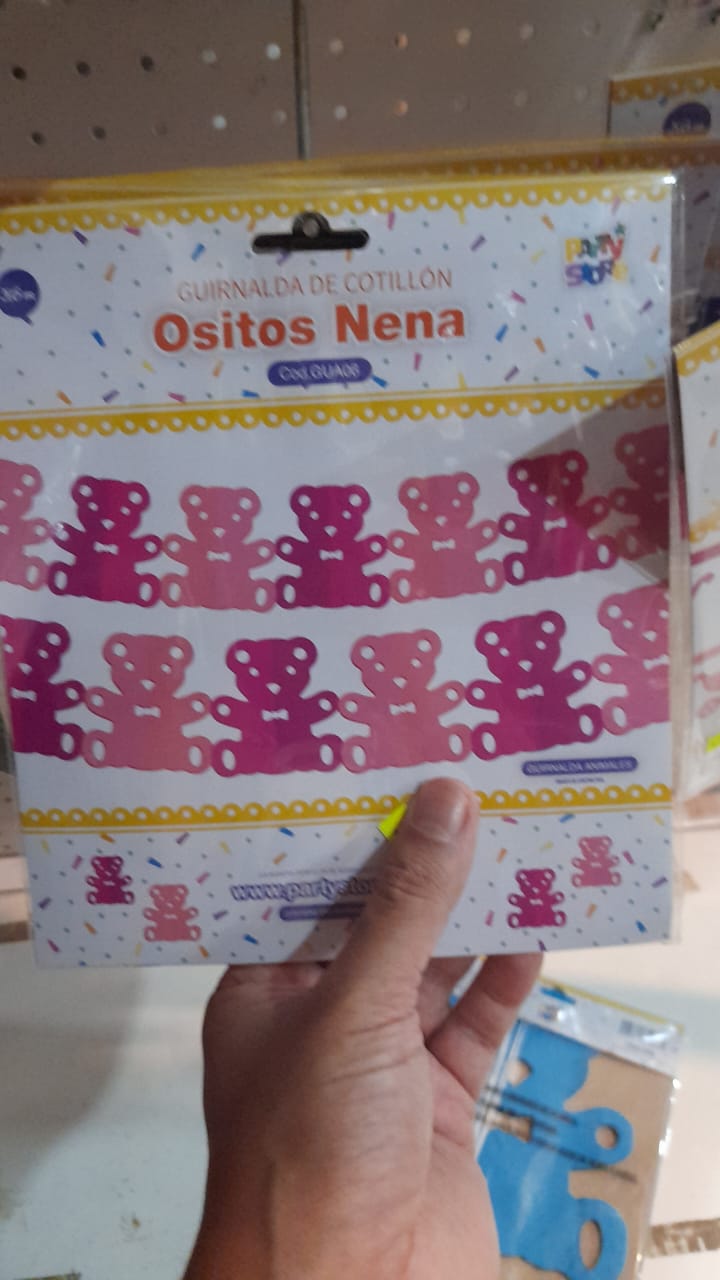 GUIRNALDA DE COTILLÓN
PARTY
STORE
Ositos Nena
Cod.GUA06
GUIRNALDA ANIMALES
www.partystor